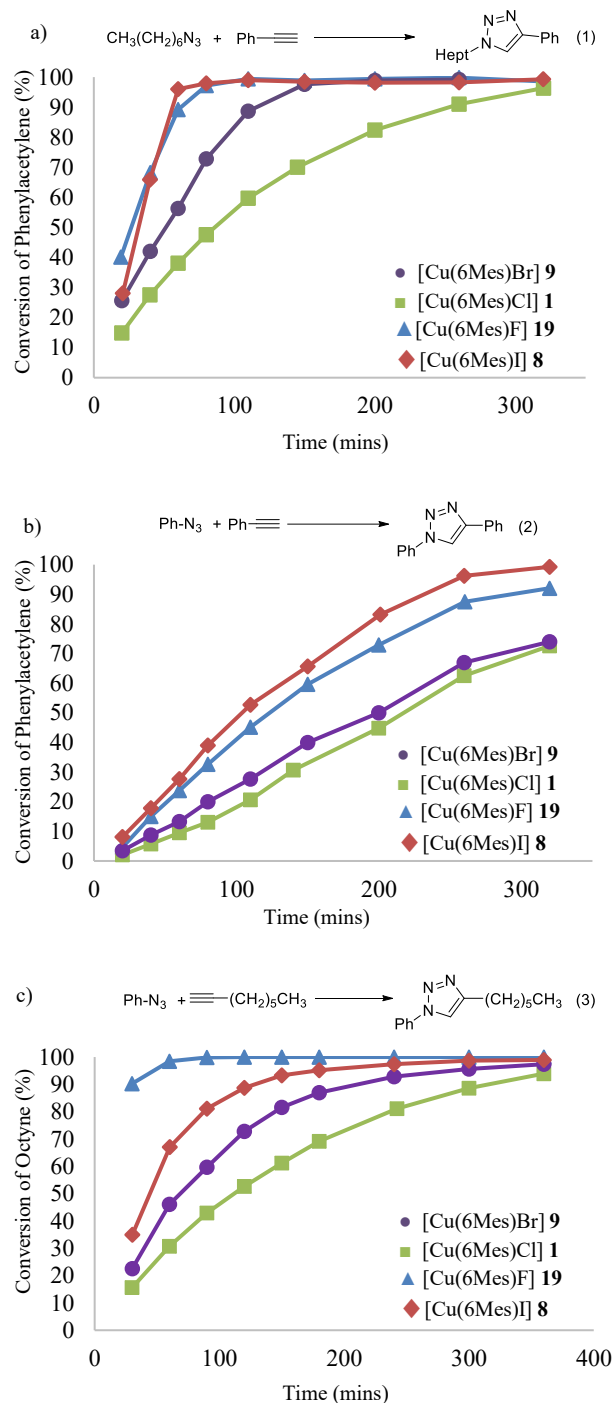 a)
CH3(CH2)6N3 + Ph
N=N
N
Hept
Ph (1)
Conversion of Phenylacetylene (%)
100
90
80
70
60
50
40
30
20
10
0
[Cu(6Mes)Br] 9
[Cu(6Mes)Cl] 1
[Cu(6Mes)F] 19
[Cu(6Mes)I] 8
0 100 200 300
Time (mins)
b)
Ph-N3 + Ph
N=N
N
Ph
Ph (2)
Conversion of Phenylacetylene (%)
100
90
80
70
60
50
40
30
20
10
0
[Cu(6Mes)Br] 9
[Cu(6Mes)Cl] 1
[Cu(6Mes)F] 19
[Cu(6Mes)I] 8
0 100 200 300
Time (mins)
c)
Ph-N3 + (CH2)5CH3
N=N
N
Ph
(CH2)5CH3 (3)
Conversion of Octyne (%)
100
90
80
70
60
50
40
30
20
10
0
[Cu(6Mes)Br] 9
[Cu(6Mes)Cl] 1
[Cu(6Mes)F] 19
[Cu(6Mes)I] 8
0 100 200 300 400
Time (mins)